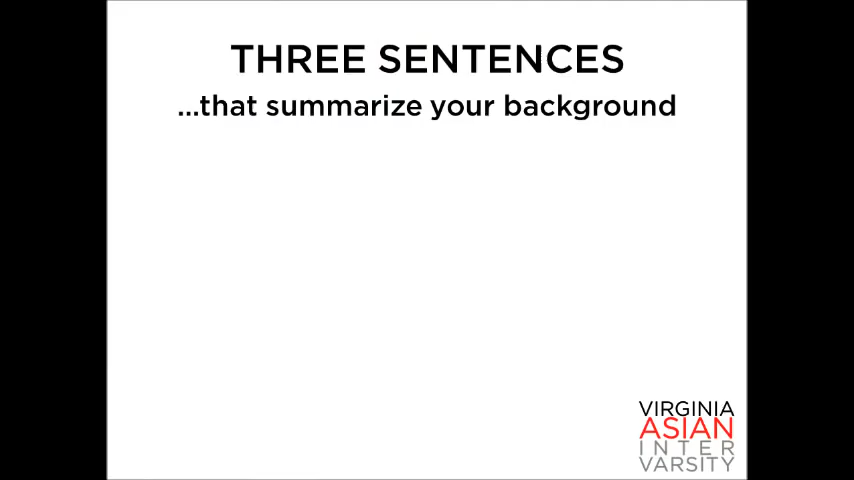 THREE SENTENCES
...that summarize your background
VIRGINIA
ASIAN
INTER
VARSITY